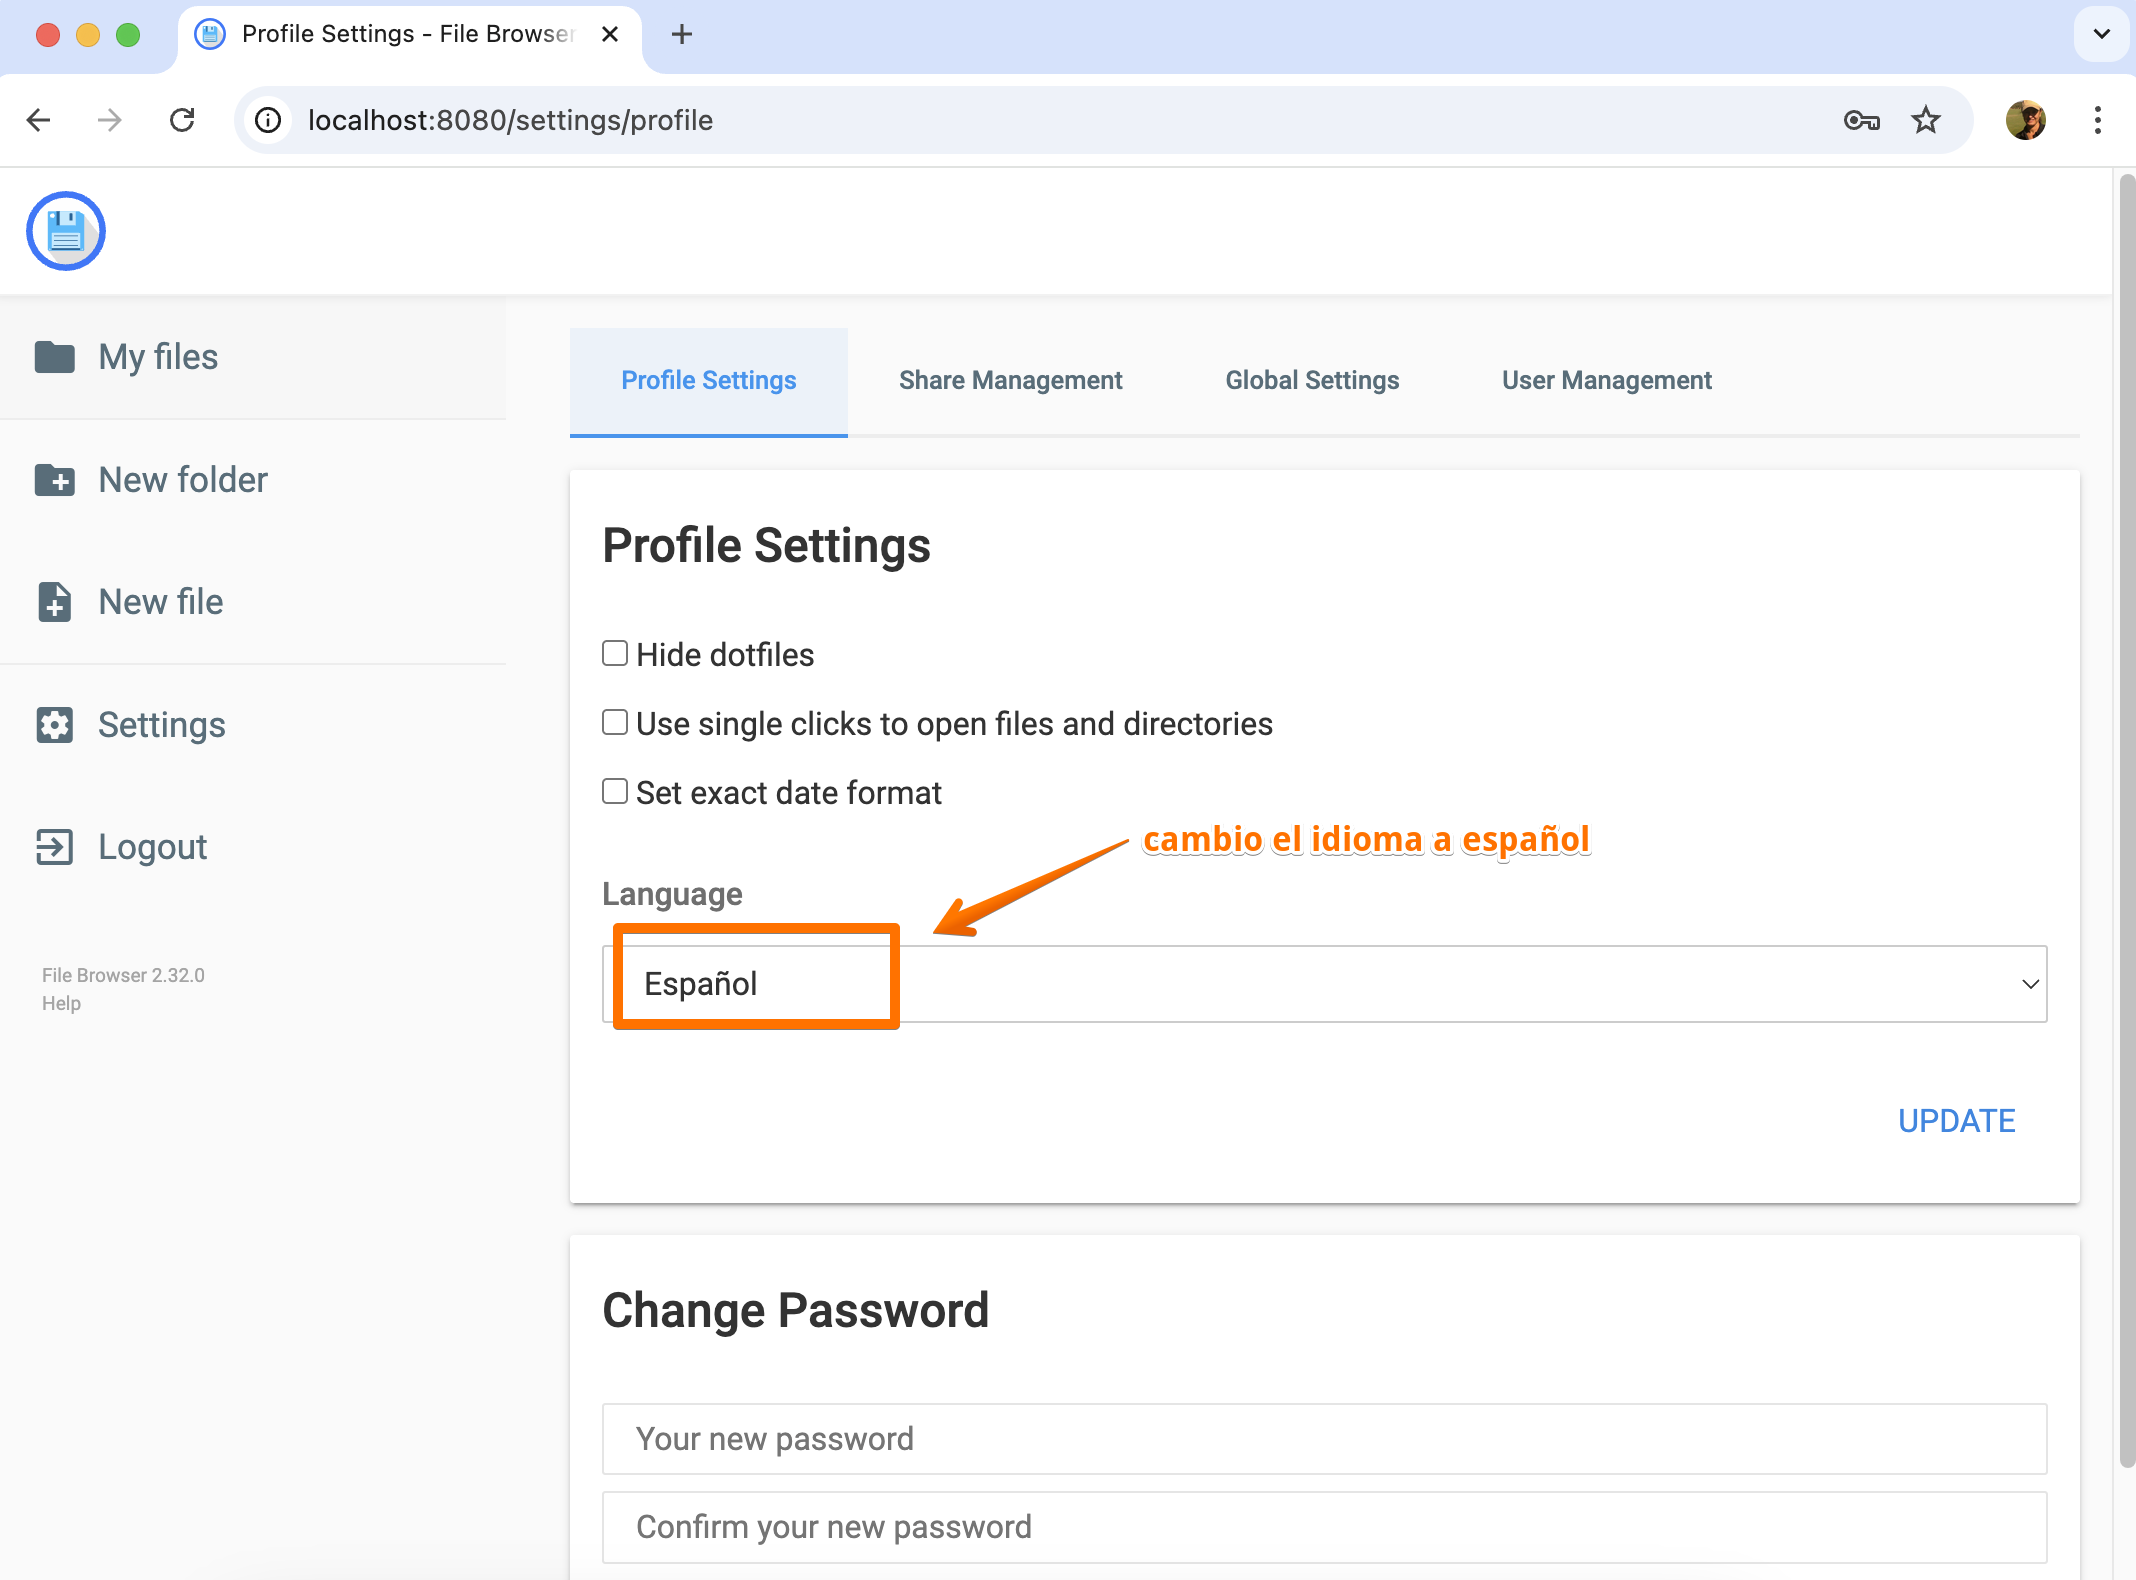 Profile Settings - File Browser
localhost:8080/settings/profile
My files
New folder
New file
Settings
Logout
File Browser 2.32.0
Help
Profile Settings
Share Management
Global Settings
User Management
Profile Settings
Hide dotfiles
Use single clicks to open files and directories
Set exact date format
cambio el idioma a español
Language
Español
UPDATE
Change Password
Your new password
Confirm your new password